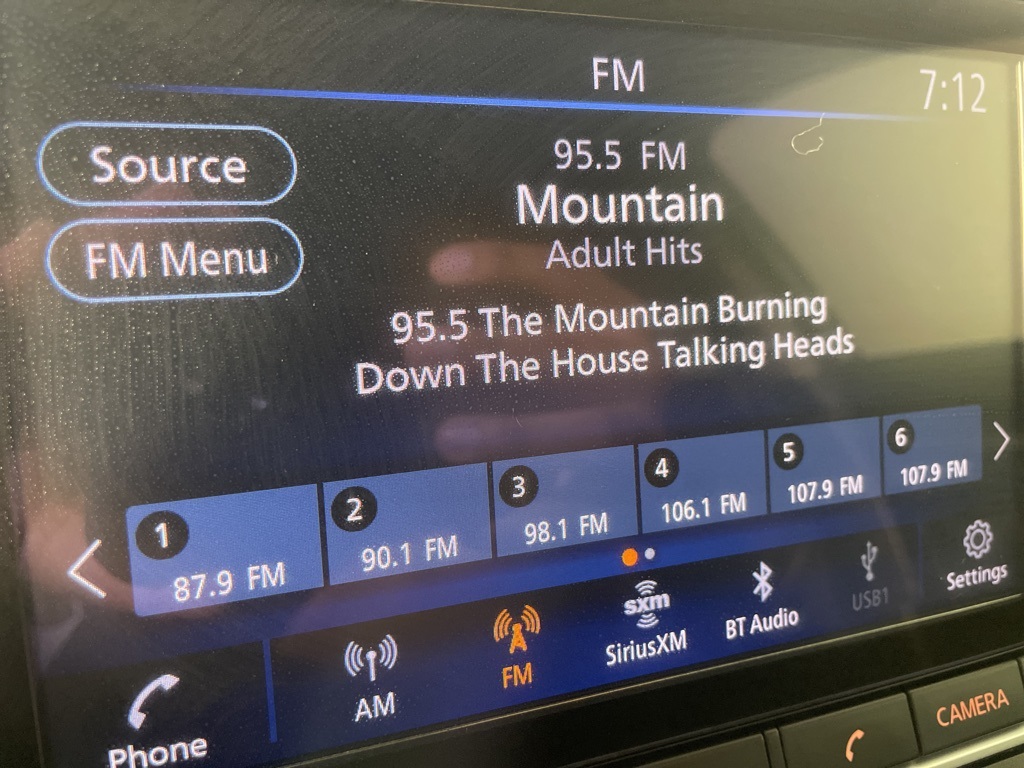 FM
7:12
Source
FM Menu
95.5 FM
Mountain
Adult Hits
95.5 The Mountain Burning
Down The House Talking Heads
1
87.9 FM
2
90.1 FM
3
98.1 FM
4
106.1 FM
5
107.9 FM
6
107.9 FM
Phone
AM
FM
sxm
SiriusXM
BT Audio
USB1
Settings
CAMERA